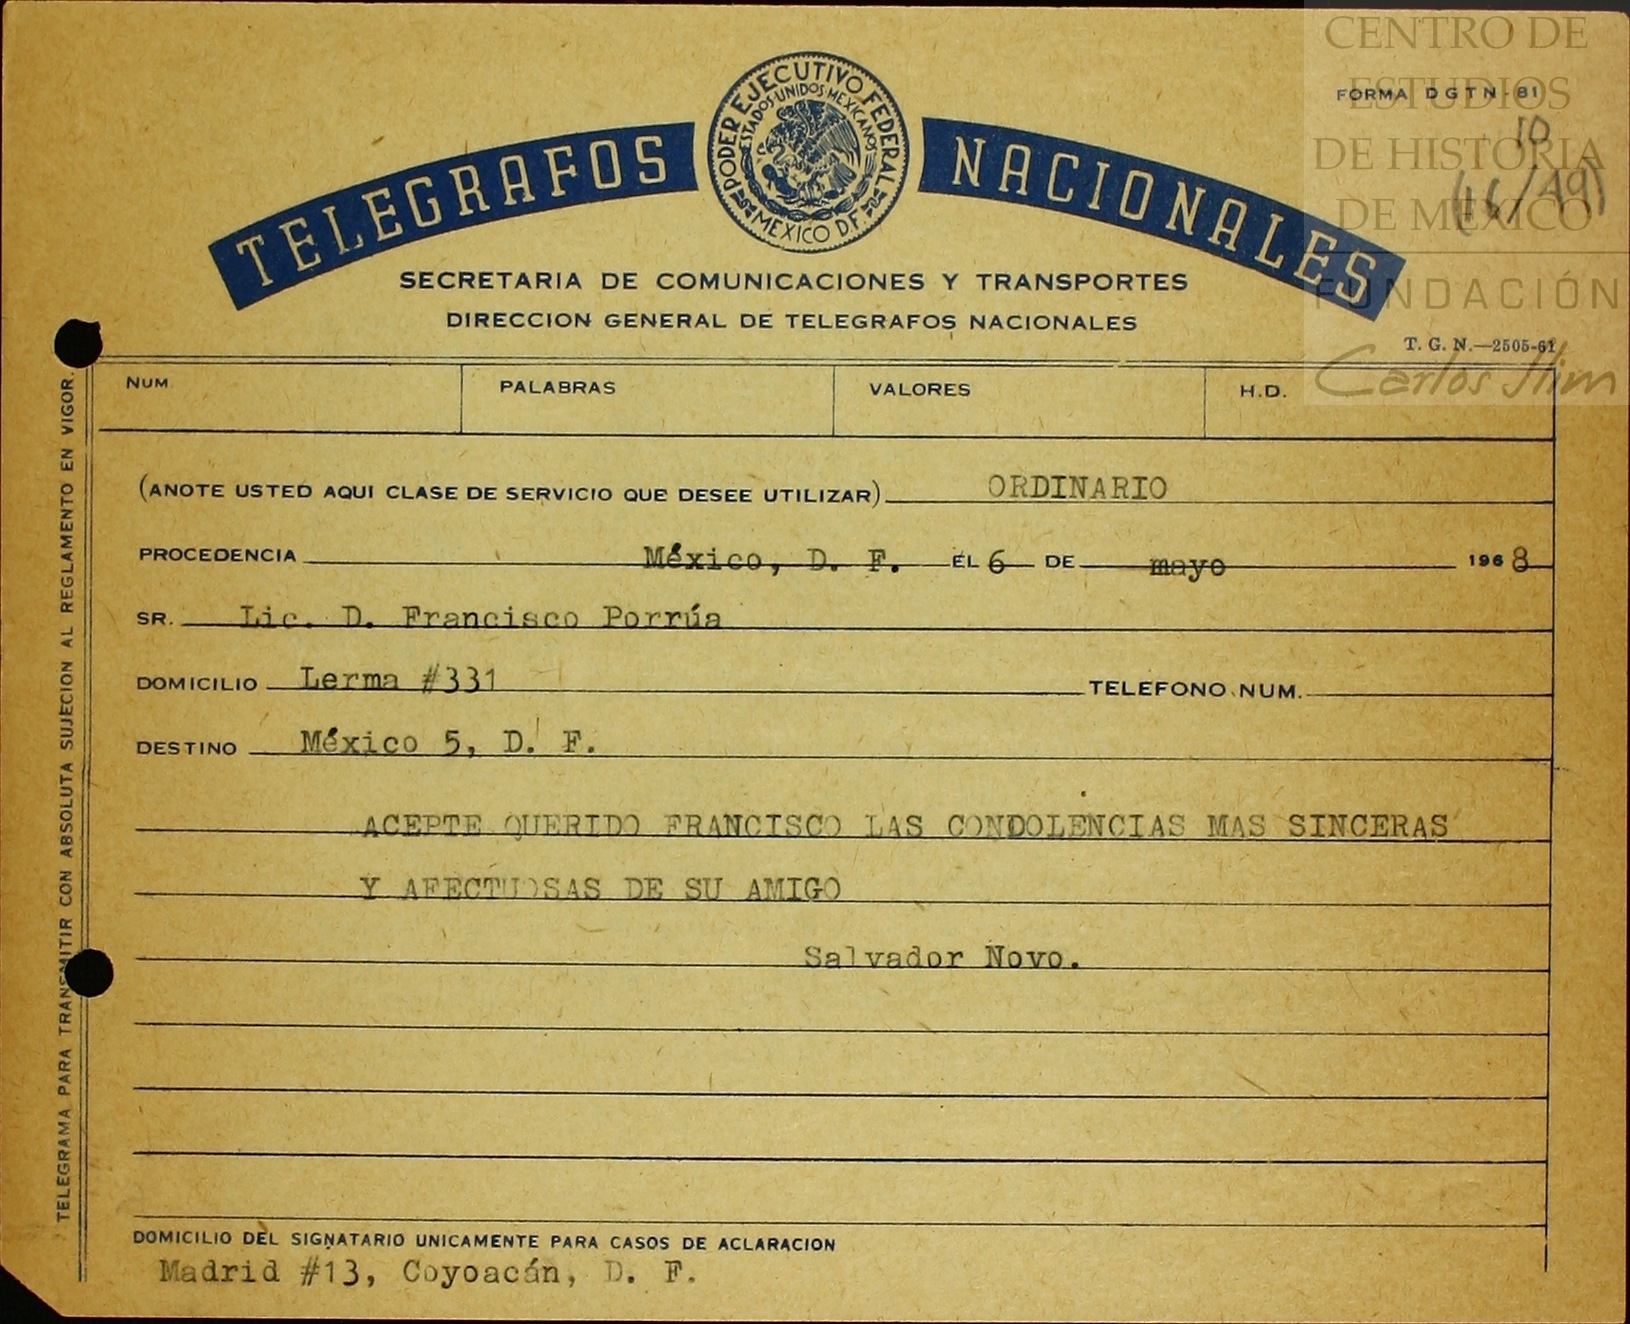 CENTRO DE
ESTUDIOS
DE HISTORIA
DE MÉXICO
FUNDACIÓN
Carlos Slim
FORMA DGTN-81
10
PODER EJECUTIVO FEDERAL
ESTADOS UNIDOS MEXICANOS
MEXICO D.F.
TELEGRAFOS NACIONALES
SECRETARIA DE COMUNICACIONES Y TRANSPORTES
DIRECCION GENERAL DE TELEGRAFOS NACIONALES
T. G. N.—2505-61
NUM PALABRAS VALORES H.D.
(ANOTE USTED AQUI CLASE DE SERVICIO QUE DESEE UTILIZAR) ORDINARIO
PROCEDENCIA México, D. F. EL 6 DE mayo 1968
SR. Lic. D. Francisco Porrúa
DOMICILIO Lerma #331 TELEFONO NUM.
DESTINO México 5, D. F.
ACEPTE QUERIDO FRANCISCO LAS CONDOLENCIAS MAS SINCERAS
Y AFECTUOSAS DE SU AMIGO
Salvador Novo.
DOMICILIO DEL SIGNATARIO UNICAMENTE PARA CASOS DE ACLARACION
Madrid #13, Coyoacán, D. F.
TELEGRAMA PARA TRANSMITIR CON ABSOLUTA SUJECION AL REGLAMENTO EN VIGOR.